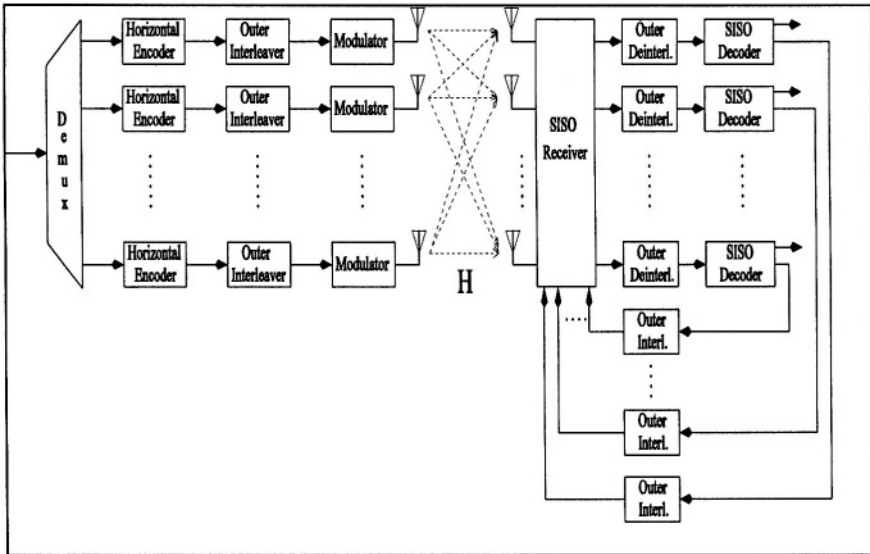 Demux
Horizontal
Encoder
Outer
Interleaver
Modulator
Outer
Deinterl.
SISO
Decoder
Horizontal
Encoder
Outer
Interleaver
Modulator
Outer
Deinterl.
SISO
Decoder
SISO
Receiver
Horizontal
Encoder
Outer
Interleaver
Modulator
Outer
Deinterl.
SISO
Decoder
H
Outer
Interl.
Outer
Interl.
Outer
Interl.